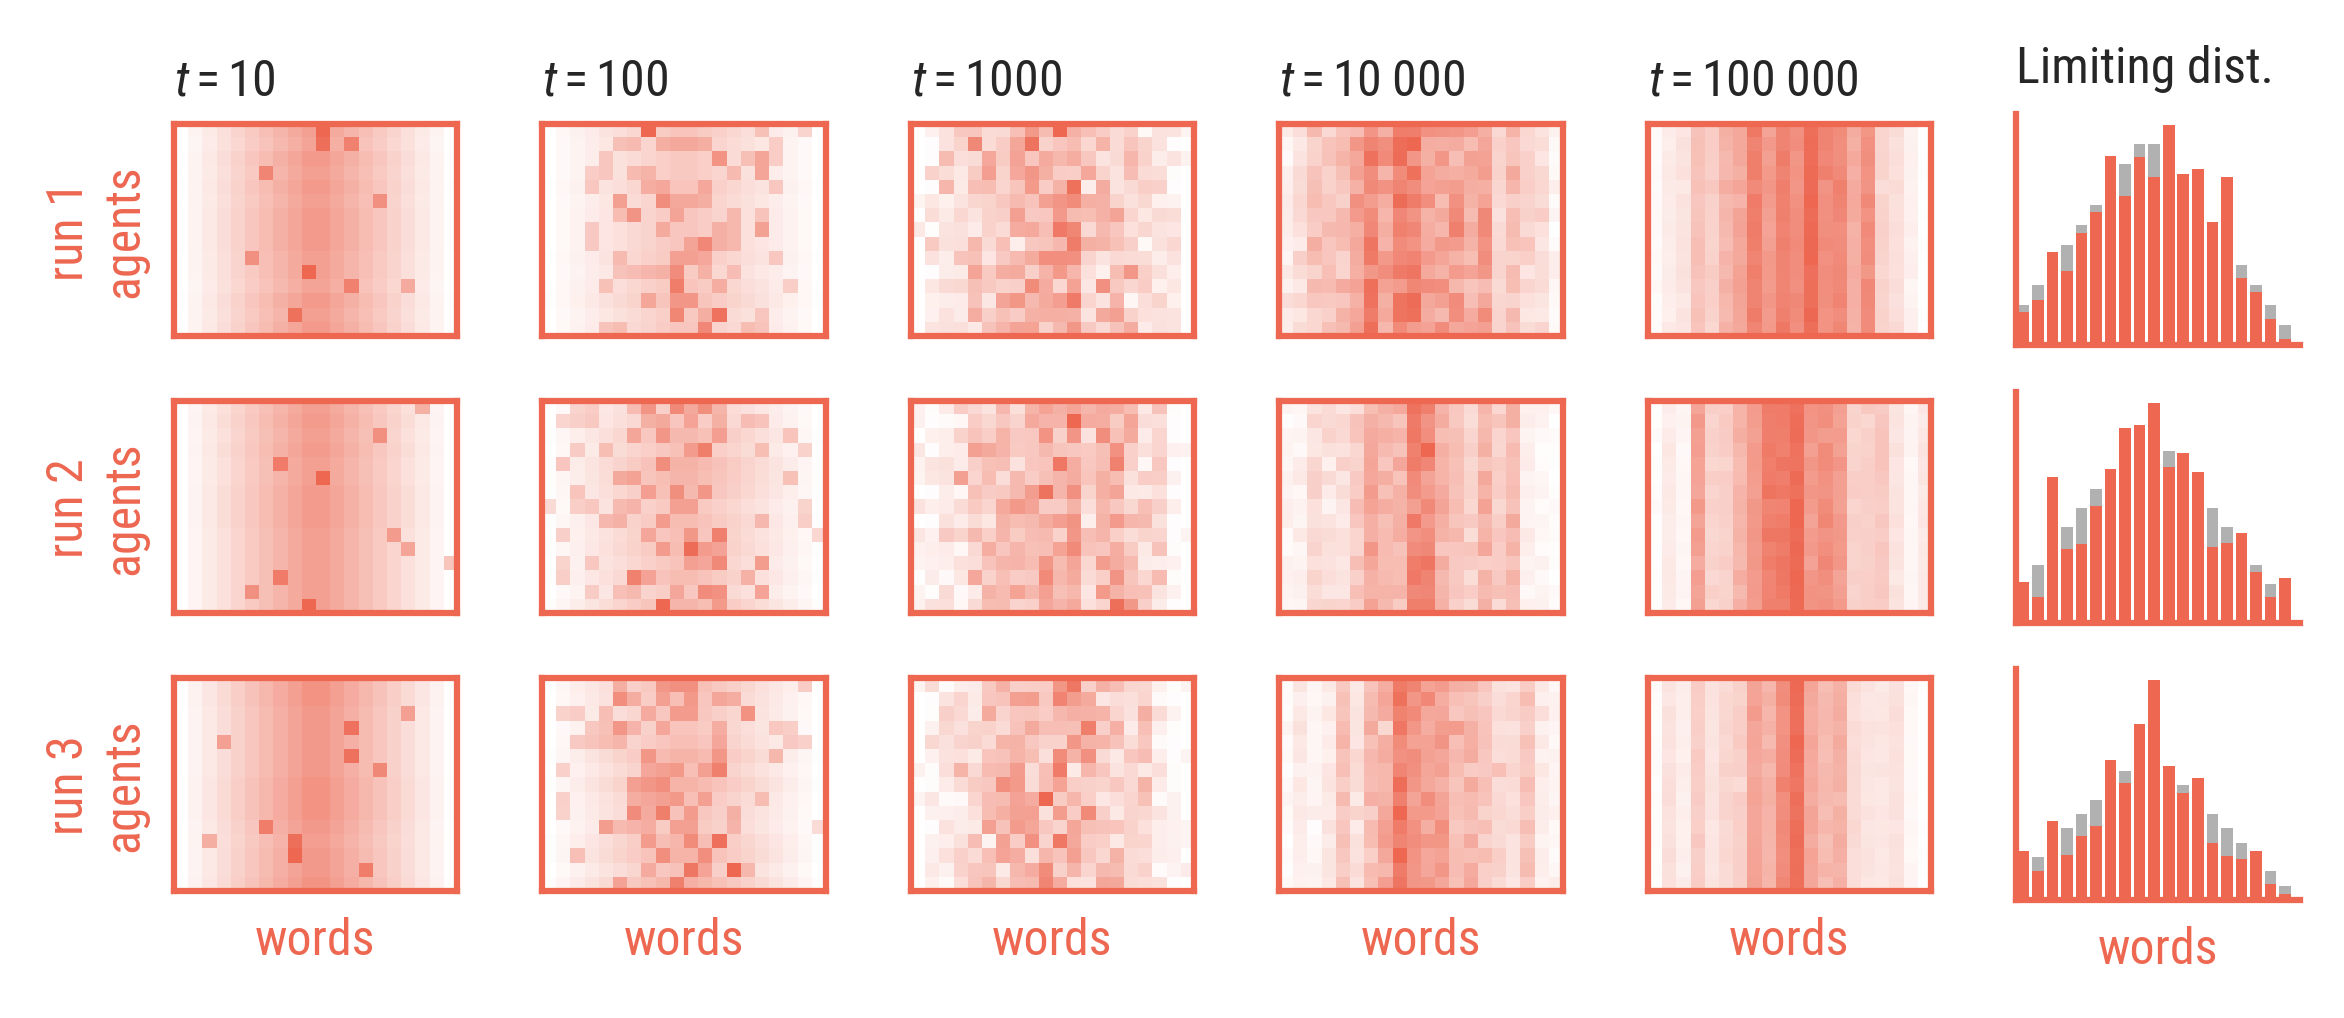 t = 10
t = 100
t = 1000
t = 10 000
t = 100 000
Limiting dist.
run 1
agents
run 2
agents
run 3
agents
words
words
words
words
words
words